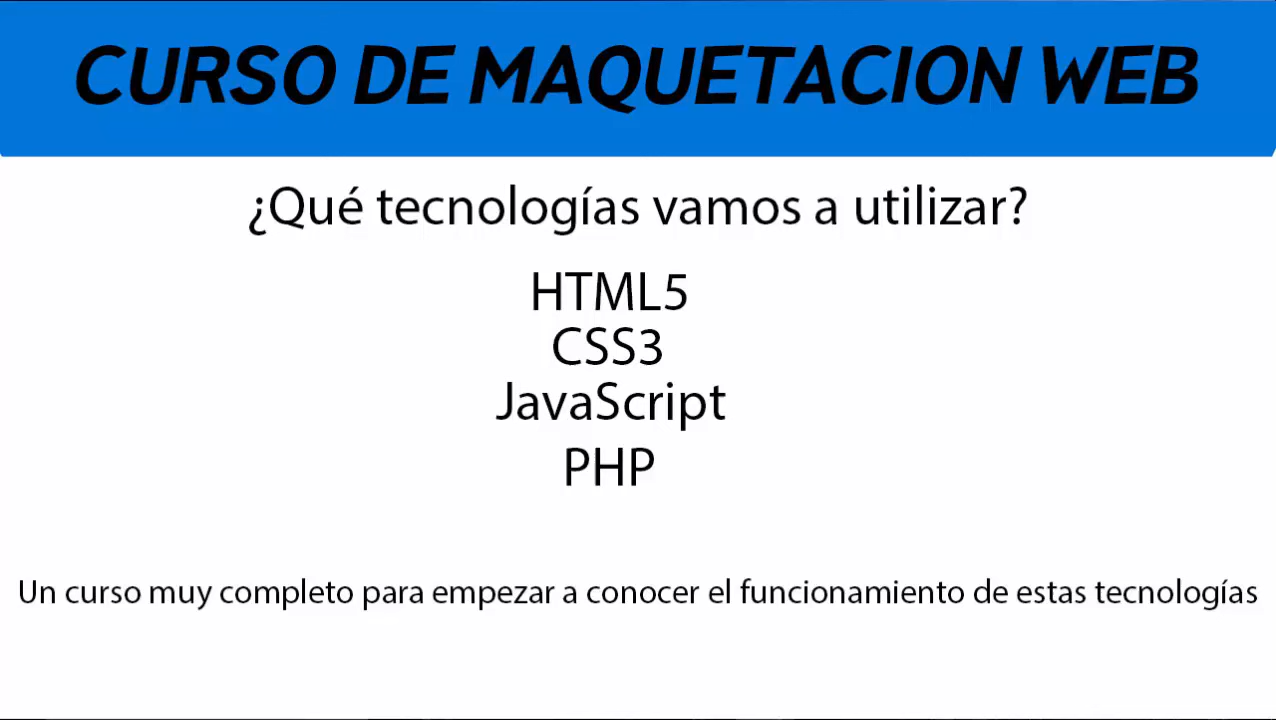 CURSO DE MAQUETACION WEB
¿Qué tecnologías vamos a utilizar?
HTML5
CSS3
JavaScript
PHP
Un curso muy completo para empezar a conocer el funcionamiento de estas tecnologías